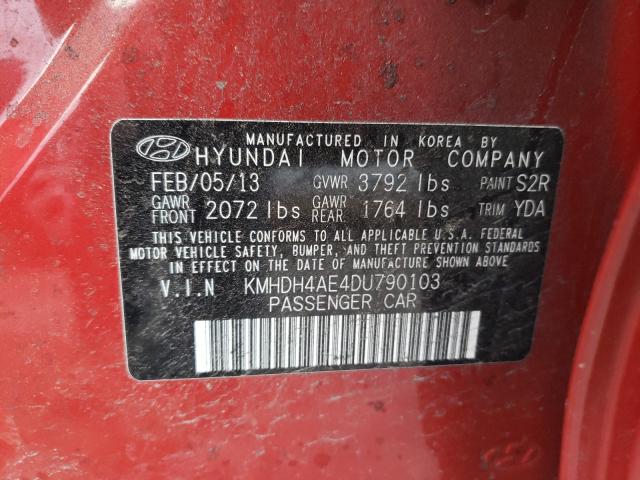 MANUFACTURED IN KOREA BY
HYUNDAI MOTOR COMPANY
FEB/05/13 GVWR 3792 lbs PAINT S2R
GAWR FRONT 2072 lbs GAWR REAR 1764 lbs TRIM YDA
THIS VEHICLE CONFORMS TO ALL APPLICABLE U.S.A. FEDERAL
MOTOR VEHICLE SAFETY, BUMPER, AND THEFT PREVENTION STANDARDS
IN EFFECT ON THE DATE OF MANUFACTURE SHOWN ABOVE
V.I.N KMHDH4AE4DU790103
PASSENGER CAR